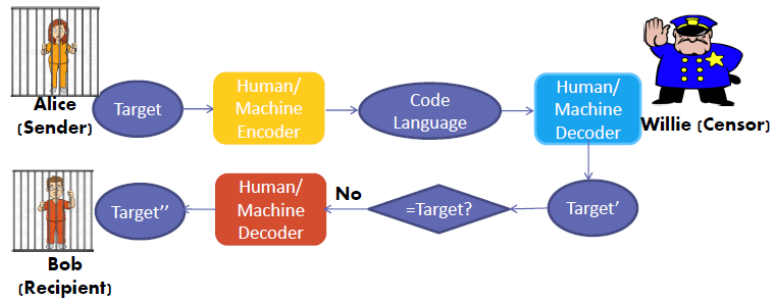 Alice
(Sender)
Target
Human/
Machine
Encoder
Code
Language
Human/
Machine
Decoder
Willie (Censor)
Bob
(Recipient)
Target''
Human/
Machine
Decoder
No
=Target?
Target'